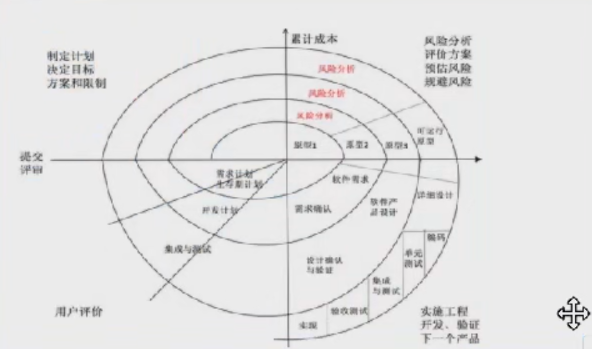 累计成本
制定计划
决定目标
方案和限制
风险分析
评价方案
预估风险
规避风险
风险分析
风险分析
风险分析
可运行
原型
原型1
原型2
原型3
提交
评审
需求计划
生存期计划
软件需求
开发计划
需求确认
软件产
品设计
详细设计
集成与测试
设计确认
与验证
编码
单元
测试
集成
与测试
验收测试
实现
用户评价
实施工程
开发、验证
下一个产品